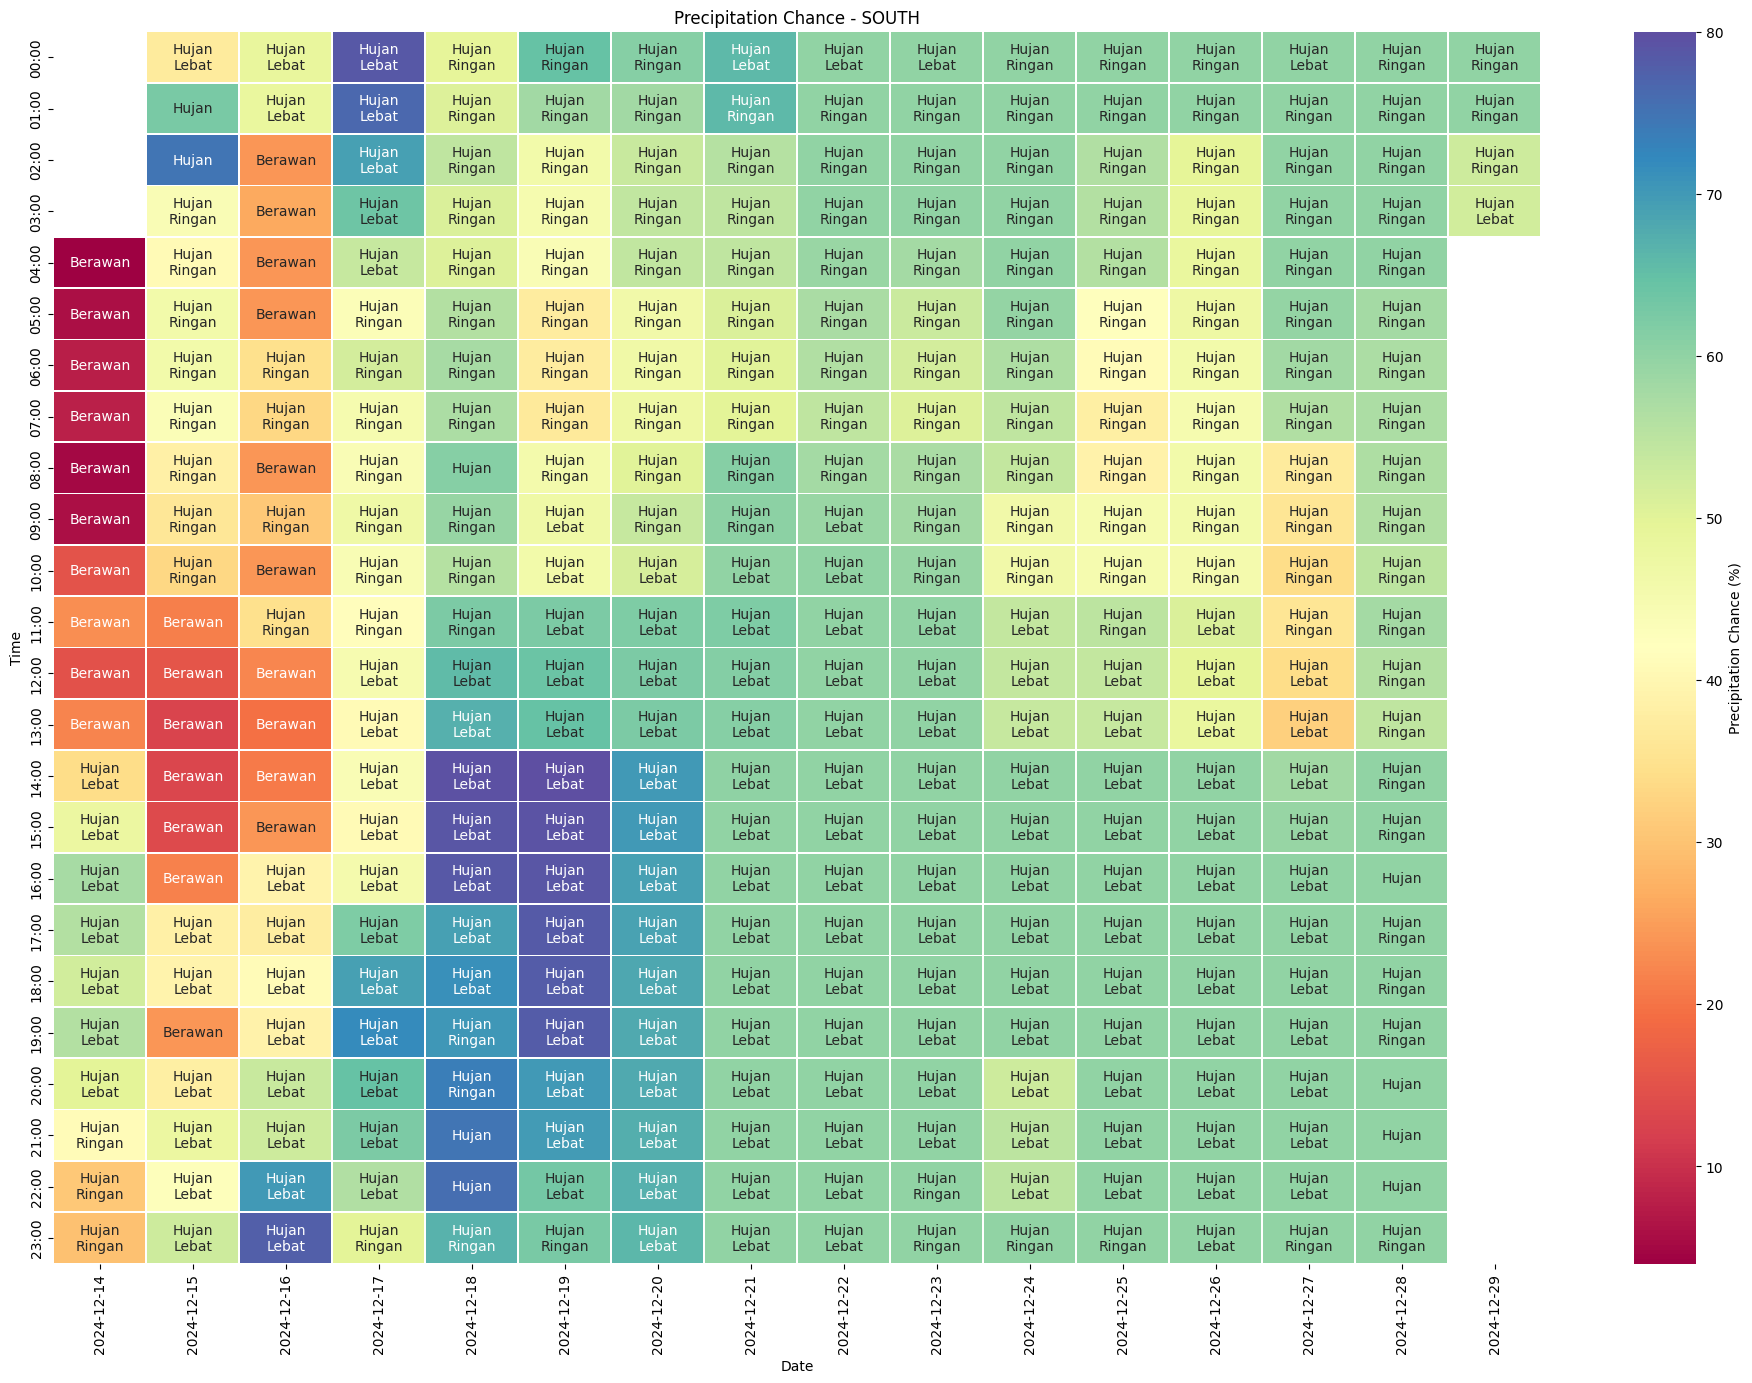 Precipitation Chance - SOUTH
00:00 Hujan Lebat Hujan Lebat Hujan Lebat Hujan Ringan Hujan Ringan Hujan Ringan Hujan Lebat Hujan Lebat Hujan Lebat Hujan Ringan Hujan Ringan Hujan Ringan Hujan Lebat Hujan Ringan Hujan Ringan
01:00 Hujan Hujan Lebat Hujan Lebat Hujan Ringan Hujan Ringan Hujan Ringan Hujan Ringan Hujan Ringan Hujan Ringan Hujan Ringan Hujan Ringan Hujan Ringan Hujan Ringan Hujan Ringan Hujan Ringan
02:00 Hujan Berawan Hujan Lebat Hujan Ringan Hujan Ringan Hujan Ringan Hujan Ringan Hujan Ringan Hujan Ringan Hujan Ringan Hujan Ringan Hujan Ringan Hujan Ringan Hujan Ringan Hujan Ringan
03:00 Hujan Ringan Berawan Hujan Lebat Hujan Ringan Hujan Ringan Hujan Ringan Hujan Ringan Hujan Ringan Hujan Ringan Hujan Ringan Hujan Ringan Hujan Ringan Hujan Ringan Hujan Ringan Hujan Lebat
04:00 Berawan Hujan Ringan Berawan Hujan Lebat Hujan Ringan Hujan Ringan Hujan Ringan Hujan Ringan Hujan Ringan Hujan Ringan Hujan Ringan Hujan Ringan Hujan Ringan Hujan Ringan Hujan Ringan
05:00 Berawan Hujan Ringan Berawan Hujan Ringan Hujan Ringan Hujan Ringan Hujan Ringan Hujan Ringan Hujan Ringan Hujan Ringan Hujan Ringan Hujan Ringan Hujan Ringan Hujan Ringan Hujan Ringan
06:00 Berawan Hujan Ringan Hujan Ringan Hujan Ringan Hujan Ringan Hujan Ringan Hujan Ringan Hujan Ringan Hujan Ringan Hujan Ringan Hujan Ringan Hujan Ringan Hujan Ringan Hujan Ringan Hujan Ringan
07:00 Berawan Hujan Ringan Hujan Ringan Hujan Ringan Hujan Ringan Hujan Ringan Hujan Ringan Hujan Ringan Hujan Ringan Hujan Ringan Hujan Ringan Hujan Ringan Hujan Ringan Hujan Ringan Hujan Ringan
08:00 Berawan Hujan Ringan Berawan Hujan Ringan Hujan Hujan Ringan Hujan Ringan Hujan Ringan Hujan Ringan Hujan Ringan Hujan Ringan Hujan Ringan Hujan Ringan Hujan Ringan Hujan Ringan
09:00 Berawan Hujan Ringan Hujan Ringan Hujan Ringan Hujan Ringan Hujan Lebat Hujan Ringan Hujan Ringan Hujan Lebat Hujan Ringan Hujan Ringan Hujan Ringan Hujan Ringan Hujan Ringan Hujan Ringan
10:00 Berawan Hujan Ringan Berawan Hujan Ringan Hujan Ringan Hujan Lebat Hujan Lebat Hujan Lebat Hujan Lebat Hujan Ringan Hujan Ringan Hujan Ringan Hujan Ringan Hujan Ringan Hujan Ringan
11:00 Berawan Berawan Hujan Ringan Hujan Ringan Hujan Ringan Hujan Lebat Hujan Lebat Hujan Lebat Hujan Lebat Hujan Lebat Hujan Lebat Hujan Ringan Hujan Lebat Hujan Ringan Hujan Ringan
12:00 Berawan Berawan Berawan Hujan Lebat Hujan Lebat Hujan Lebat Hujan Lebat Hujan Lebat Hujan Lebat Hujan Lebat Hujan Lebat Hujan Lebat Hujan Lebat Hujan Lebat Hujan Ringan
13:00 Berawan Berawan Berawan Hujan Lebat Hujan Lebat Hujan Lebat Hujan Lebat Hujan Lebat Hujan Lebat Hujan Lebat Hujan Lebat Hujan Lebat Hujan Lebat Hujan Lebat Hujan Ringan
14:00 Hujan Lebat Berawan Berawan Hujan Lebat Hujan Lebat Hujan Lebat Hujan Lebat Hujan Lebat Hujan Lebat Hujan Lebat Hujan Lebat Hujan Lebat Hujan Lebat Hujan Lebat Hujan Ringan
15:00 Hujan Lebat Berawan Berawan Hujan Lebat Hujan Lebat Hujan Lebat Hujan Lebat Hujan Lebat Hujan Lebat Hujan Lebat Hujan Lebat Hujan Lebat Hujan Lebat Hujan Lebat Hujan Ringan
16:00 Hujan Lebat Berawan Hujan Lebat Hujan Lebat Hujan Lebat Hujan Lebat Hujan Lebat Hujan Lebat Hujan Lebat Hujan Lebat Hujan Lebat Hujan Lebat Hujan Lebat Hujan Lebat Hujan
17:00 Hujan Lebat Hujan Lebat Hujan Lebat Hujan Lebat Hujan Lebat Hujan Lebat Hujan Lebat Hujan Lebat Hujan Lebat Hujan Lebat Hujan Lebat Hujan Lebat Hujan Lebat Hujan Lebat Hujan Ringan
18:00 Hujan Lebat Hujan Lebat Hujan Lebat Hujan Lebat Hujan Lebat Hujan Lebat Hujan Lebat Hujan Lebat Hujan Lebat Hujan Lebat Hujan Lebat Hujan Lebat Hujan Lebat Hujan Lebat Hujan Ringan
19:00 Hujan Lebat Berawan Hujan Lebat Hujan Lebat Hujan Ringan Hujan Lebat Hujan Lebat Hujan Lebat Hujan Lebat Hujan Lebat Hujan Lebat Hujan Lebat Hujan Lebat Hujan Lebat Hujan Ringan
20:00 Hujan Lebat Hujan Lebat Hujan Lebat Hujan Lebat Hujan Ringan Hujan Lebat Hujan Lebat Hujan Lebat Hujan Lebat Hujan Lebat Hujan Lebat Hujan Lebat Hujan Lebat Hujan Lebat Hujan
21:00 Hujan Ringan Hujan Lebat Hujan Lebat Hujan Lebat Hujan Hujan Lebat Hujan Lebat Hujan Lebat Hujan Lebat Hujan Lebat Hujan Lebat Hujan Lebat Hujan Lebat Hujan Lebat Hujan
22:00 Hujan Ringan Hujan Lebat Hujan Lebat Hujan Lebat Hujan Hujan Lebat Hujan Lebat Hujan Lebat Hujan Lebat Hujan Ringan Hujan Lebat Hujan Lebat Hujan Lebat Hujan Lebat Hujan
23:00 Hujan Ringan Hujan Lebat Hujan Lebat Hujan Ringan Hujan Ringan Hujan Ringan Hujan Lebat Hujan Lebat Hujan Lebat Hujan Ringan Hujan Ringan Hujan Ringan Hujan Lebat Hujan Ringan Hujan Ringan
2024-12-14 2024-12-15 2024-12-16 2024-12-17 2024-12-18 2024-12-19 2024-12-20 2024-12-21 2024-12-22 2024-12-23 2024-12-24 2024-12-25 2024-12-26 2024-12-27 2024-12-28 2024-12-29
Date
Time
80
70
60
50
40
30
20
10
Precipitation Chance (%)